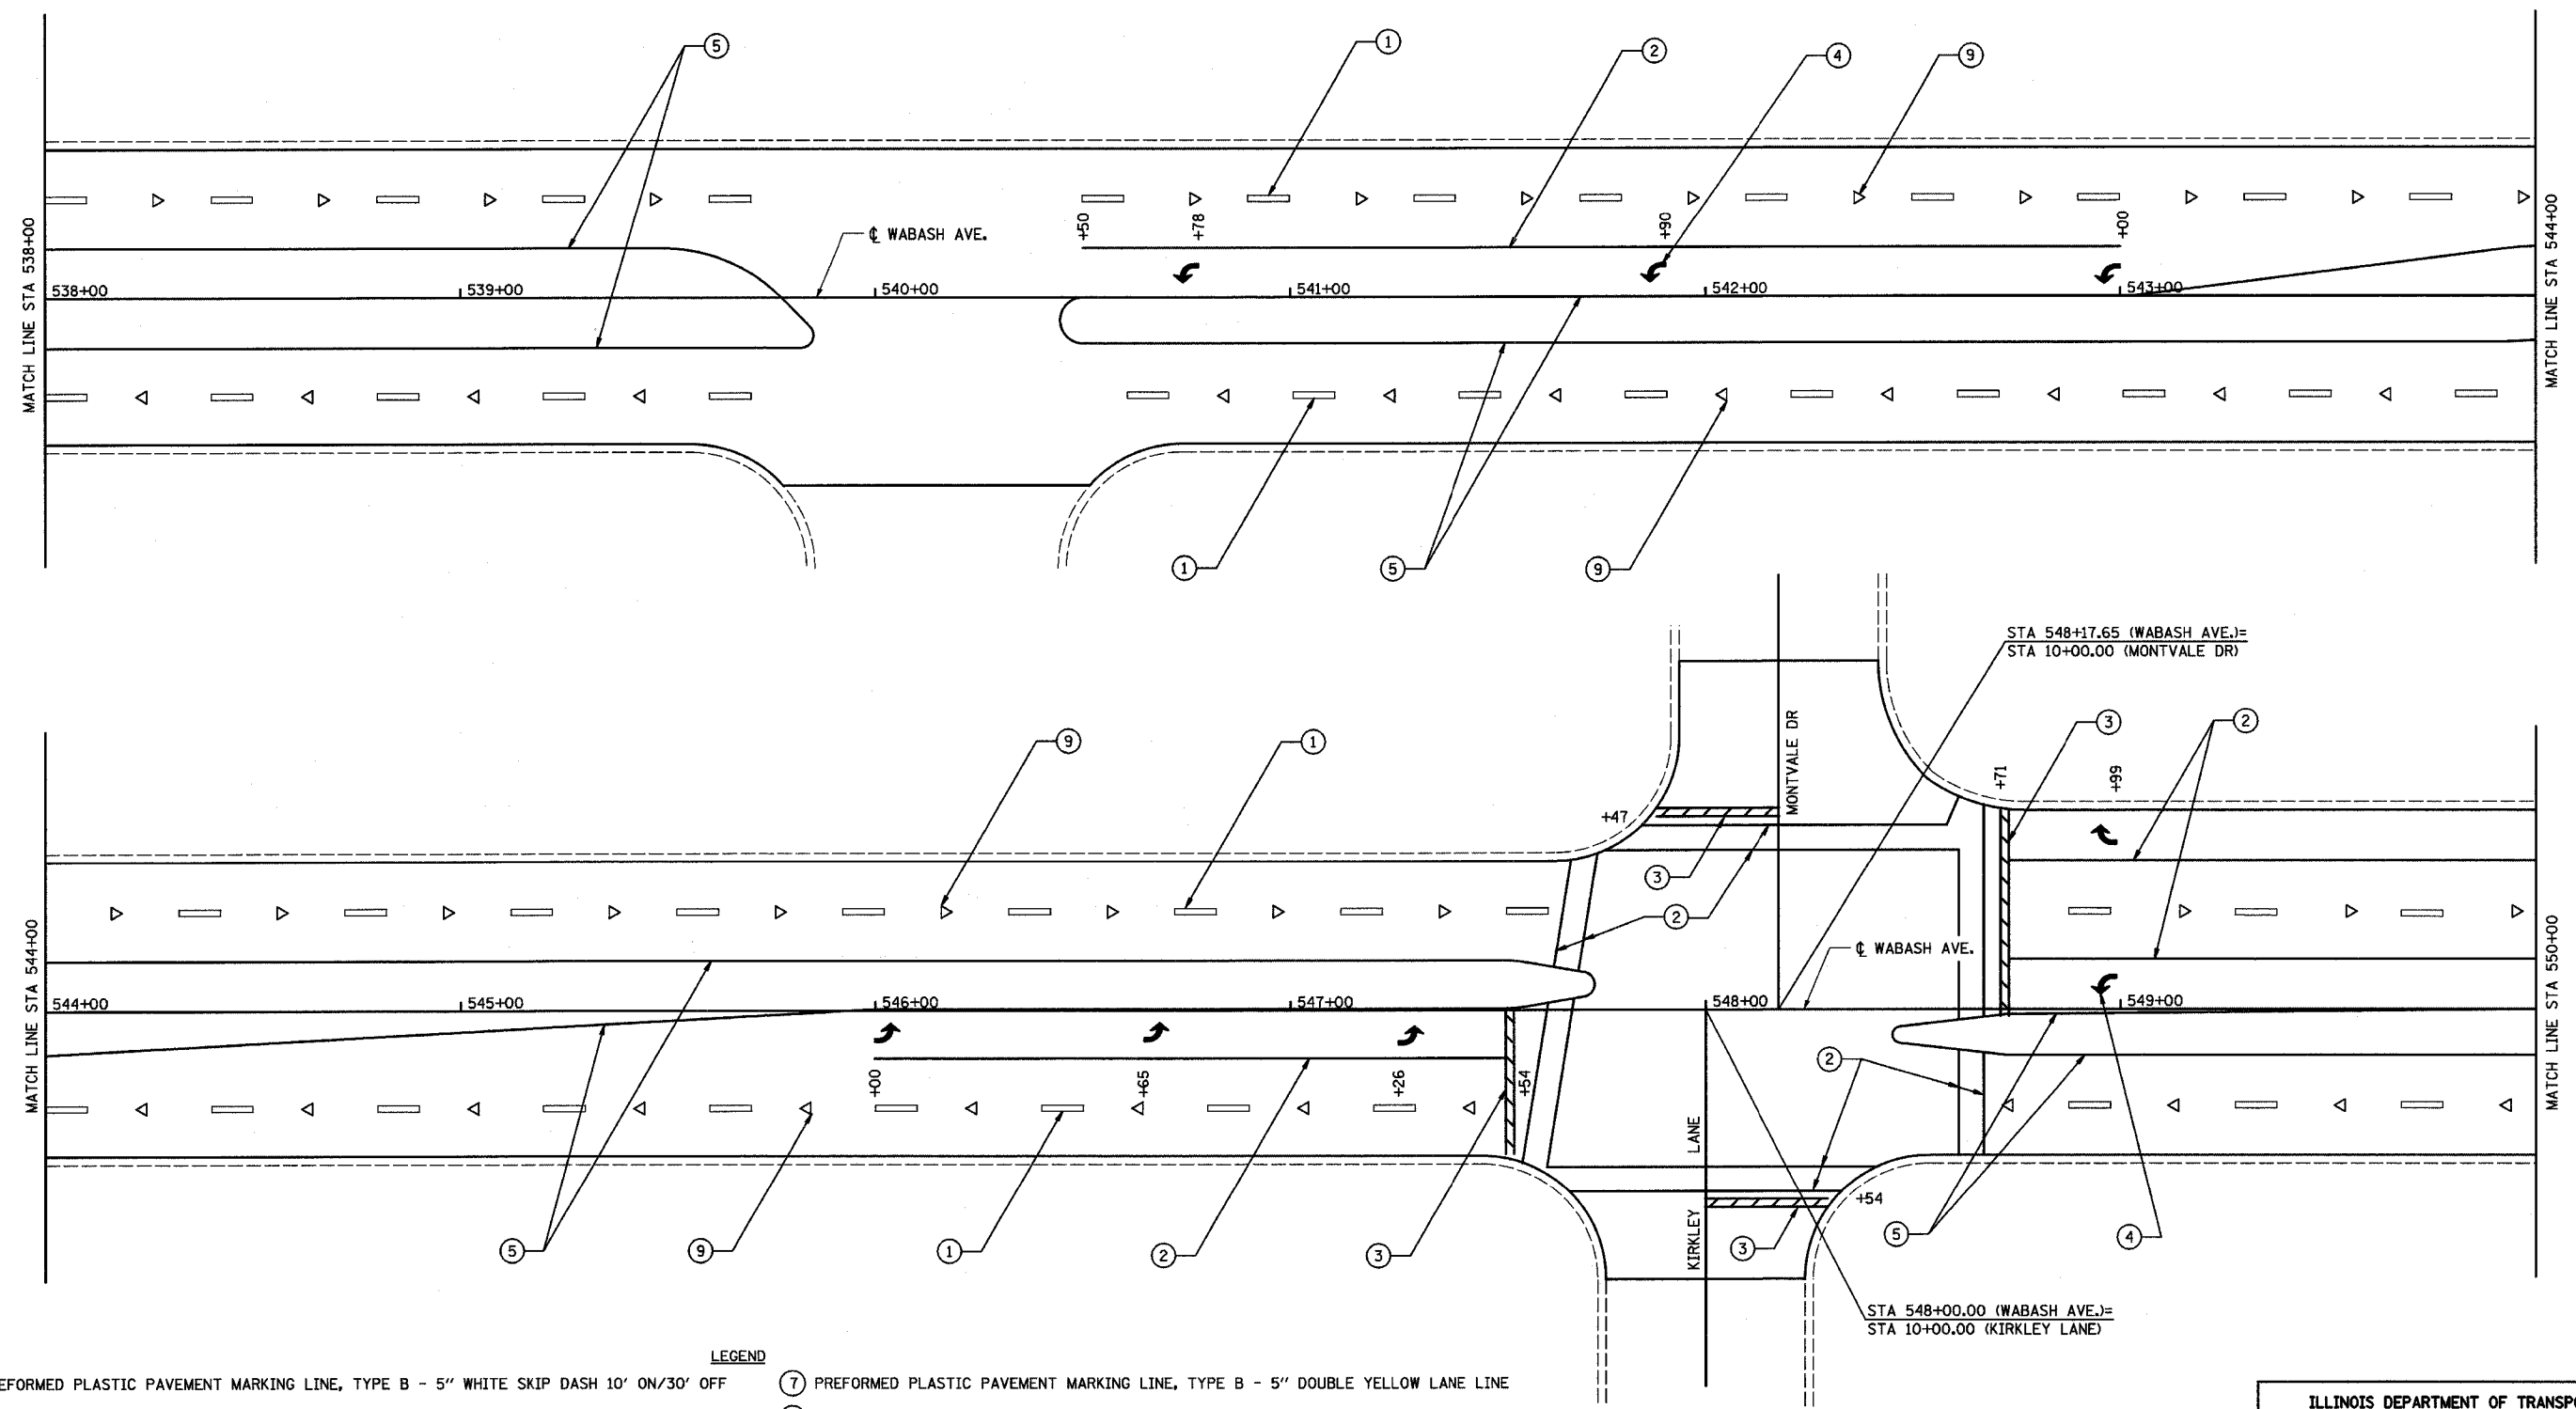 5
1
2
4
9
MATCH LINE STA 538+00
MATCH LINE STA 544+00
+50
+78
+90
+00
℄ WABASH AVE.
538+00
539+00
540+00
541+00
542+00
543+00
1
5
9
STA 548+17.65 (WABASH AVE.)=
STA 10+00.00 (MONTVALE DR)
MONTVALE DR
9
1
3
2
+71
+99
+47
3
2
℄ WABASH AVE.
MATCH LINE STA 544+00
MATCH LINE STA 550+00
544+00
545+00
546+00
547+00
548+00
549+00
+00
+65
+26
+54
2
KIRKLEY LANE
+54
5
9
1
2
3
3
5
4
STA 548+00.00 (WABASH AVE.)=
STA 10+00.00 (KIRKLEY LANE)
LEGEND
EFORMED PLASTIC PAVEMENT MARKING LINE, TYPE B - 5" WHITE SKIP DASH 10' ON/30' OFF
7 PREFORMED PLASTIC PAVEMENT MARKING LINE, TYPE B - 5" DOUBLE YELLOW LANE LINE
ILLINOIS DEPARTMENT OF TRANSPO